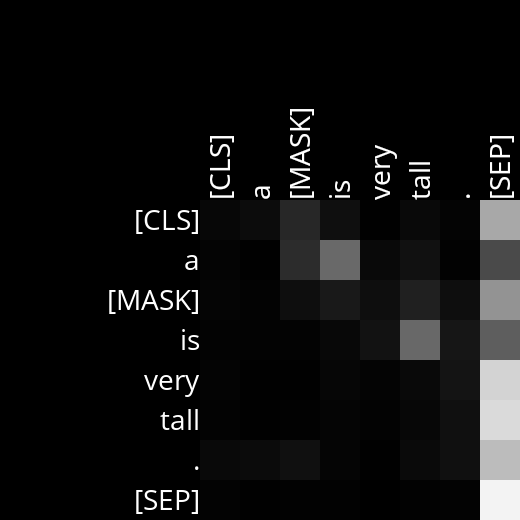 [CLS] a [MASK] is very tall . [SEP]
[CLS]
a
[MASK]
is
very
tall
.
[SEP]